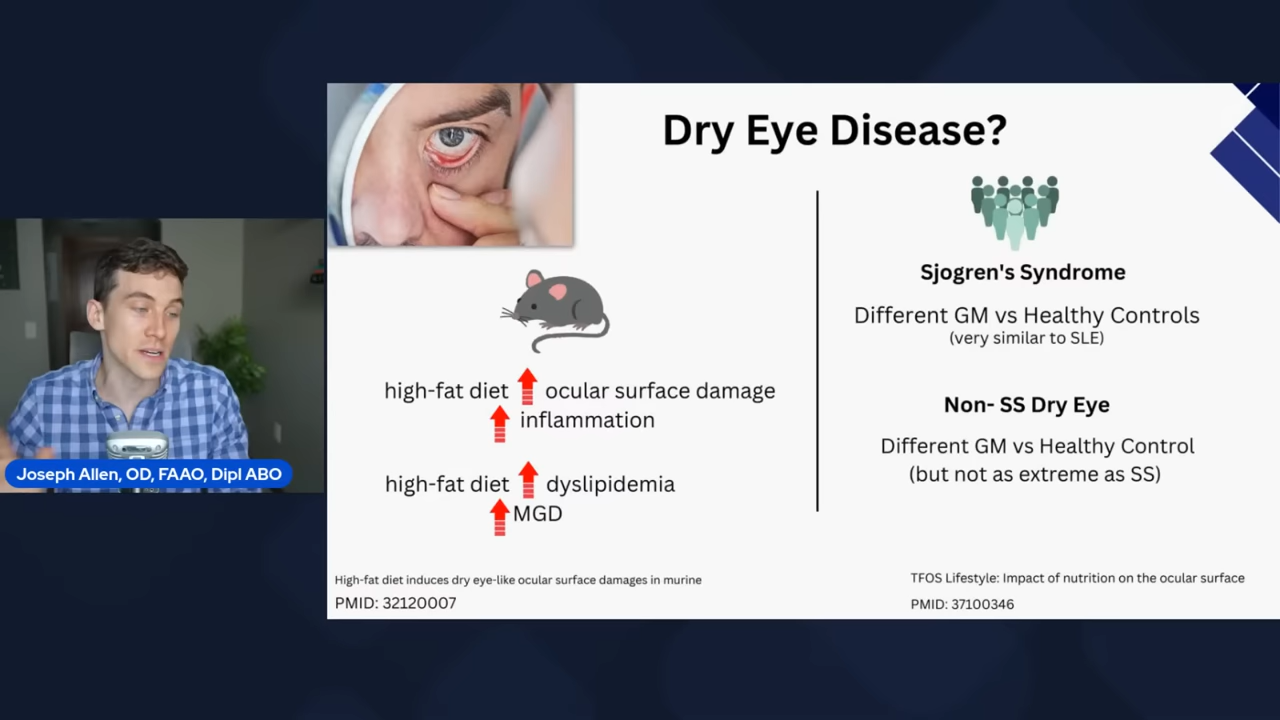 Dry Eye Disease?
high-fat diet ocular surface damage
inflammation
high-fat diet dyslipidemia
MGD
High-fat diet induces dry eye-like ocular surface damages in murine
PMID: 32120007
Sjogren's Syndrome
Different GM vs Healthy Controls
(very similar to SLE)
Non- SS Dry Eye
Different GM vs Healthy Control
(but not as extreme as SS)
TFOS Lifestyle: Impact of nutrition on the ocular surface
PMID: 37100346
Joseph Allen, OD, FAAO, Dipl ABO